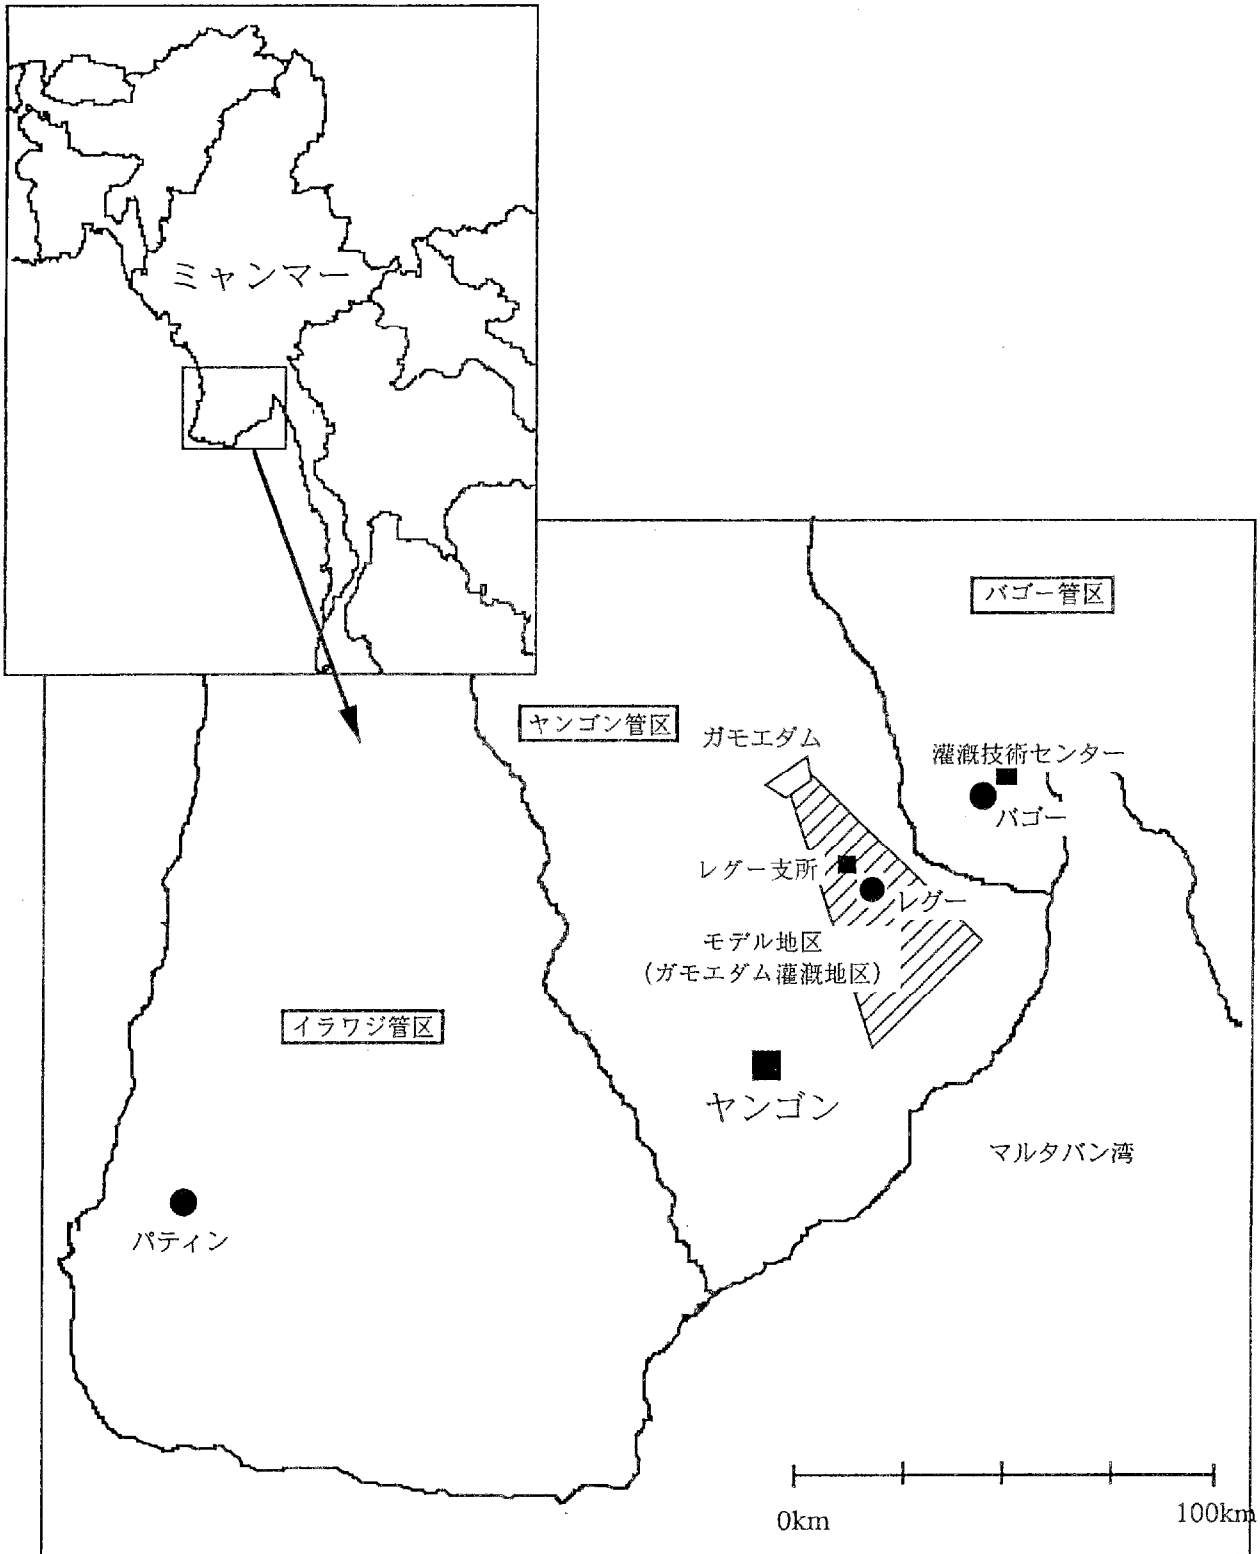 ミャンマー
バゴー管区
ヤンゴン管区
ガモエダム
灌漑技術センター
バゴー
レグー支所
レグー
モデル地区
(ガモエダム灌漑地区)
イラワジ管区
ヤンゴン
マルタバン湾
パティン
0km
100km